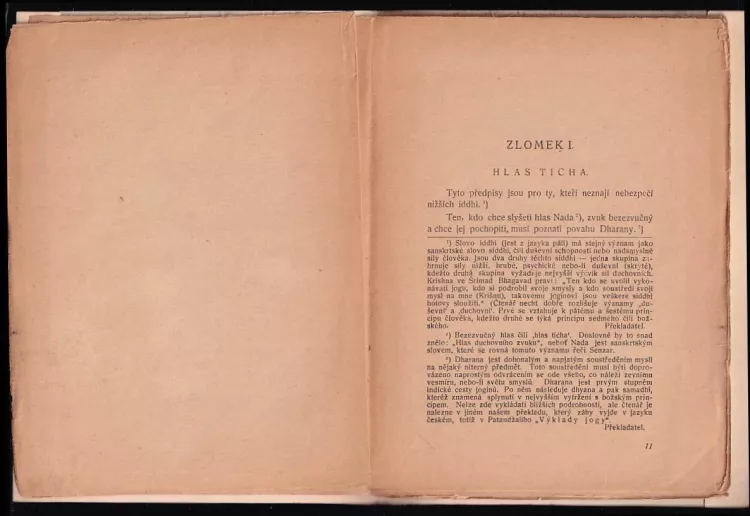 ZLOMEK I.
HLAS TICHA.
Tyto předpisy jsou pro ty, kteří neznají nebezpečí
nižších iddhi. ¹)
Ten, kdo chce slyšeti hlas Nada ²), zvuk bezezvučný
a chce jej pochopiti, musí poznati povahu Dharany. ³)
¹) Slovo iddhi (jest z jazyka páli) má stejný význam jako
sanskrtské slovo siddhi, čili duševní schopnosti nebo nadsmyslné
síly člověka. Jsou dva druhy těchto siddhi — jedna skupina za-
hrnuje síly nižší, hrubé, psychické nebo-li duševní (skryté),
kdežto druhá skupina vyžaduje nejvyšší výcvik sil duchovních.
Krishna ve Šrimad Bhagavad praví: „Ten kdo se uvolil vyko-
návati jogu, kdo si podrobil svoje smysly a kdo soustředí svoji
mysl na mne (Krišnu), takovému joginovi jsou veškeré siddhi
hotovy sloužiti.“ (Čtenář nechť dobře rozlišuje významy ‚du-
ševní‘ a ‚duchovní‘. Prvé se vztahuje k pátému a šestému prin-
cipu člověka, kdežto druhé se týká principu sedmého čili bož-
ského. Překladatel.
²) Bezezvučný hlas čili ‚hlas ticha‘. Doslovně by to snad
znělo: „Hlas duchovního zvuku“, neboť Nada jest sanskrtským
slovem, které se rovná tomuto významu řeči Senzar.
³) Dharana jest dohonalým a napjatým soustředěním mysli
na nějaký niterný předmět. Toto soustředění musí býti dopro-
vázeno naprostým odvrácením se ode všeho, co náleží zevnímu
vesmíru, nebo-li světu smyslů. Dharana jest prvým stupněm
indické cesty joginů. Po něm následuje dhyana a pak samadhi,
kteréž znamená splynutí v nejvyšším vytržení s božským prin-
cipem. Nelze zde vykládati bližších podrobností, ale čtenář je
nalezne v jiném našem překladu, který záhy vyjde v jazyku
českém, totiž v Patandžaliho „Výklady jogy“.
Překladatel.
11